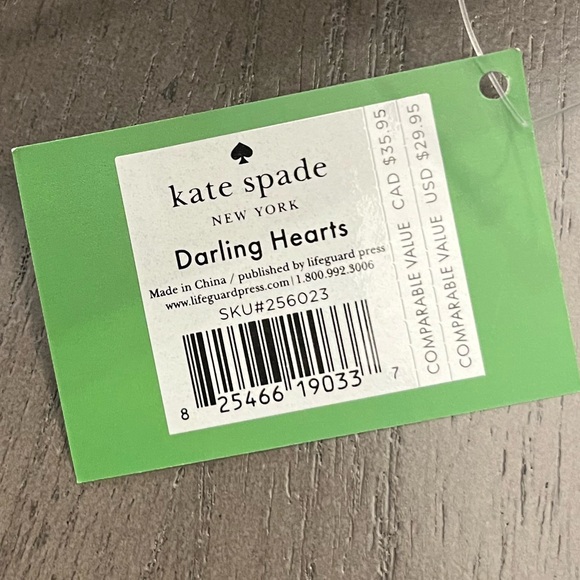 kate spade
NEW YORK
Darling Hearts
Made in China / published by lifeguard press
www.lifeguardpress.com | 1.800.992.3006
SKU#256023
8 25466 19033 7
COMPARABLE VALUE CAD $35.95
COMPARABLE VALUE USD $29.95